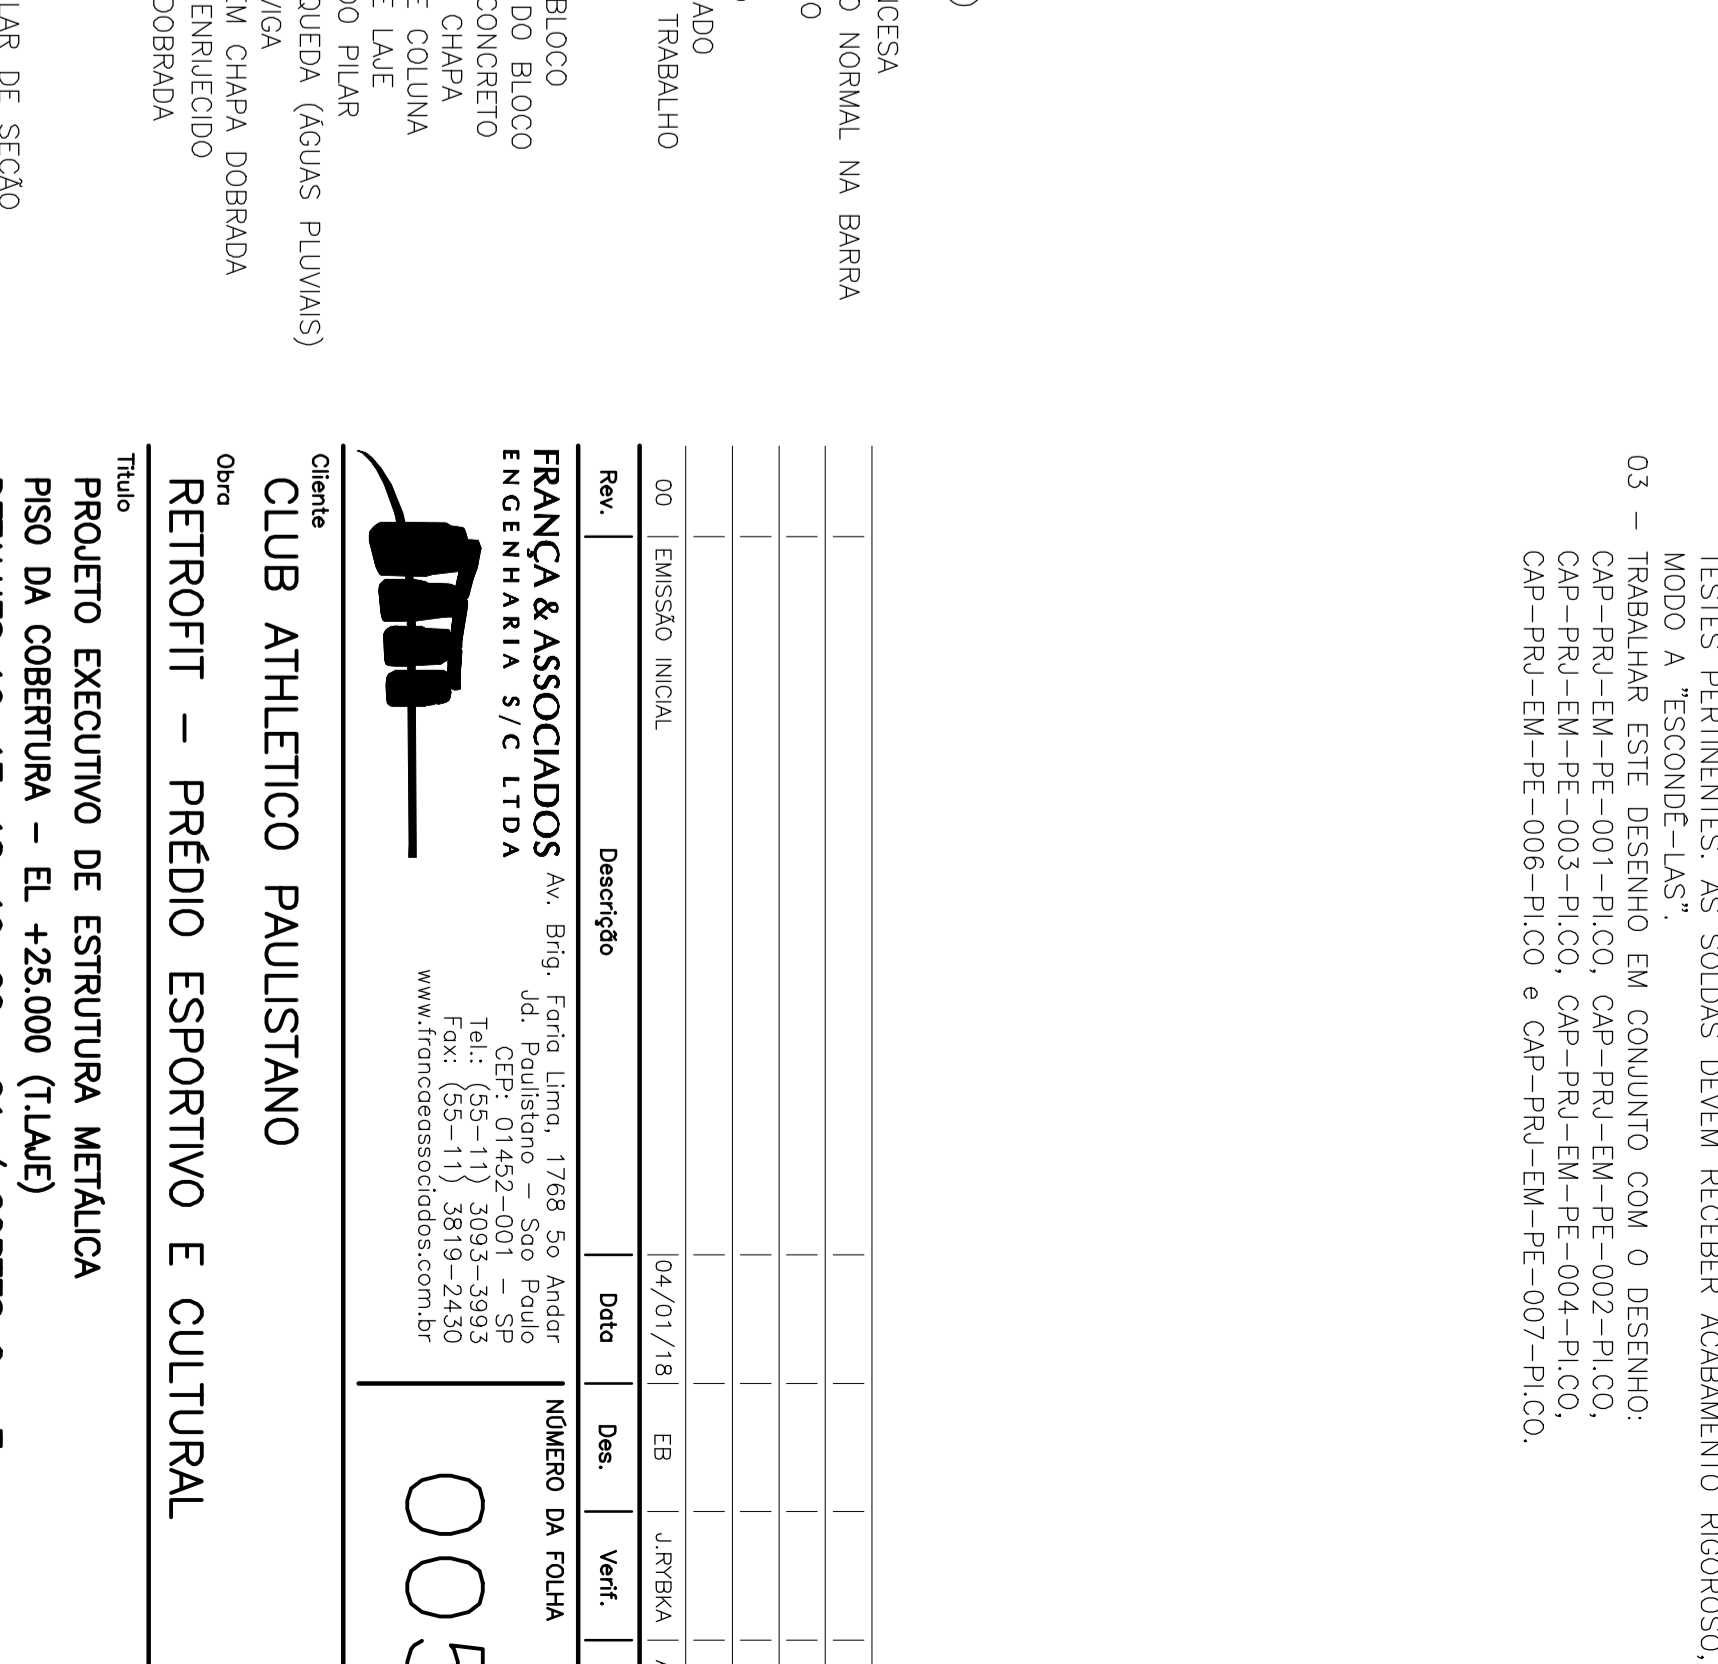 TESTES PERTINENTES. AS SOLDAS DEVEM RECEBER ACABAMENTO RIGOROSO,
MODO A "ESCONDÊ-LAS".
03 - TRABALHAR ESTE DESENHO EM CONJUNTO COM O DESENHO:
CAP-PRJ-EM-PE-001-PI.CO, CAP-PRJ-EM-PE-002-PI.CO,
CAP-PRJ-EM-PE-003-PI.CO, CAP-PRJ-EM-PE-004-PI.CO,
CAP-PRJ-EM-PE-006-PI.CO e CAP-PRJ-EM-PE-007-PI.CO.
NORMAL NA BARRA
TRABALHO
BLOCO
DO BLOCO
CONCRETO
CHAPA
COLUNA
LAJE
PILAR
QUEDA (ÁGUAS PLUVIAIS)
VIGA
EM CHAPA DOBRADA
ENRIJECIDO
DOBRADA
DE SEÇÃO
00 EMISSÃO INICIAL 04/01/18 EB J.RYBKA
Rev. Descrição Data Des. Verif.
FRANÇA & ASSOCIADOS
ENGENHARIA S/C LTDA
Av. Brig. Faria Lima, 1768 5o Andar
Jd. Paulistano - Sao Paulo
CEP: 01452-001 - SP
Tel.: (55-11) 3093-3993
Fax: (55-11) 3819-2430
www.francaeassociados.com.br
NÚMERO DA FOLHA
005
Cliente
CLUB ATHLETICO PAULISTANO
Obra
RETROFIT - PRÉDIO ESPORTIVO E CULTURAL
Titulo
PROJETO EXECUTIVO DE ESTRUTURA METÁLICA
PISO DA COBERTURA - EL +25.000 (T.LAJE)